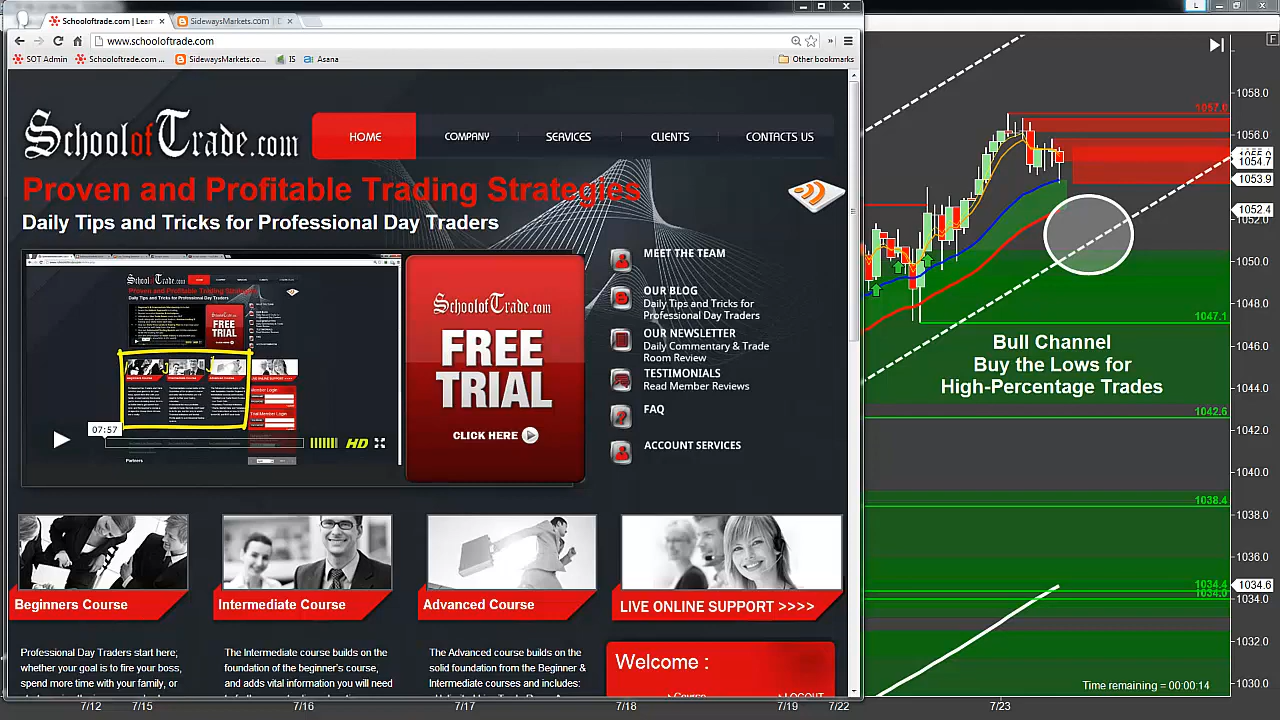 Schooloftrade.com | Lear
SidewaysMarkets.com | D
L
www.schooloftrade.com
SOT Admin
Schooloftrade.com ...
SidewaysMarkets.co...
IS
Asana
Other bookmarks
SchoolofTrade.com
HOME
COMPANY
SERVICES
CLIENTS
CONTACTS US
Proven and Profitable Trading Strategies
Daily Tips and Tricks for Professional Day Traders
MEET THE TEAM
OUR BLOG
Daily Tips and Tricks for
Professional Day Traders
OUR NEWSLETTER
Daily Commentary & Trade
Room Review
TESTIMONIALS
Read Member Reviews
FAQ
ACCOUNT SERVICES
07:57
HD
SchoolofTrade.com
FREE
TRIAL
CLICK HERE
Beginners Course
Intermediate Course
Advanced Course
LIVE ONLINE SUPPORT >>>>
Professional Day Traders start here;
whether your goal is to fire your boss,
spend more time with your family, or
The Intermediate course builds on the
foundation of the beginner's course,
and adds vital information you will need
The Advanced course builds on the
solid foundation from the Beginner &
Intermediate courses and includes:
Welcome :
F
1057.0
1047.1
1042.6
1038.4
1034.4
1034.0
Bull Channel
Buy the Lows for
High-Percentage Trades
1058.0
1056.0
1054.7
1053.9
1052.4
1050.0
1048.0
1046.0
1044.0
1042.0
1040.0
1038.0
1036.0
1034.6
1034.0
1032.0
1030.0
Time remaining = 00:00:14
7/12
7/15
7/16
7/17
7/18
7/19
7/22
7/23